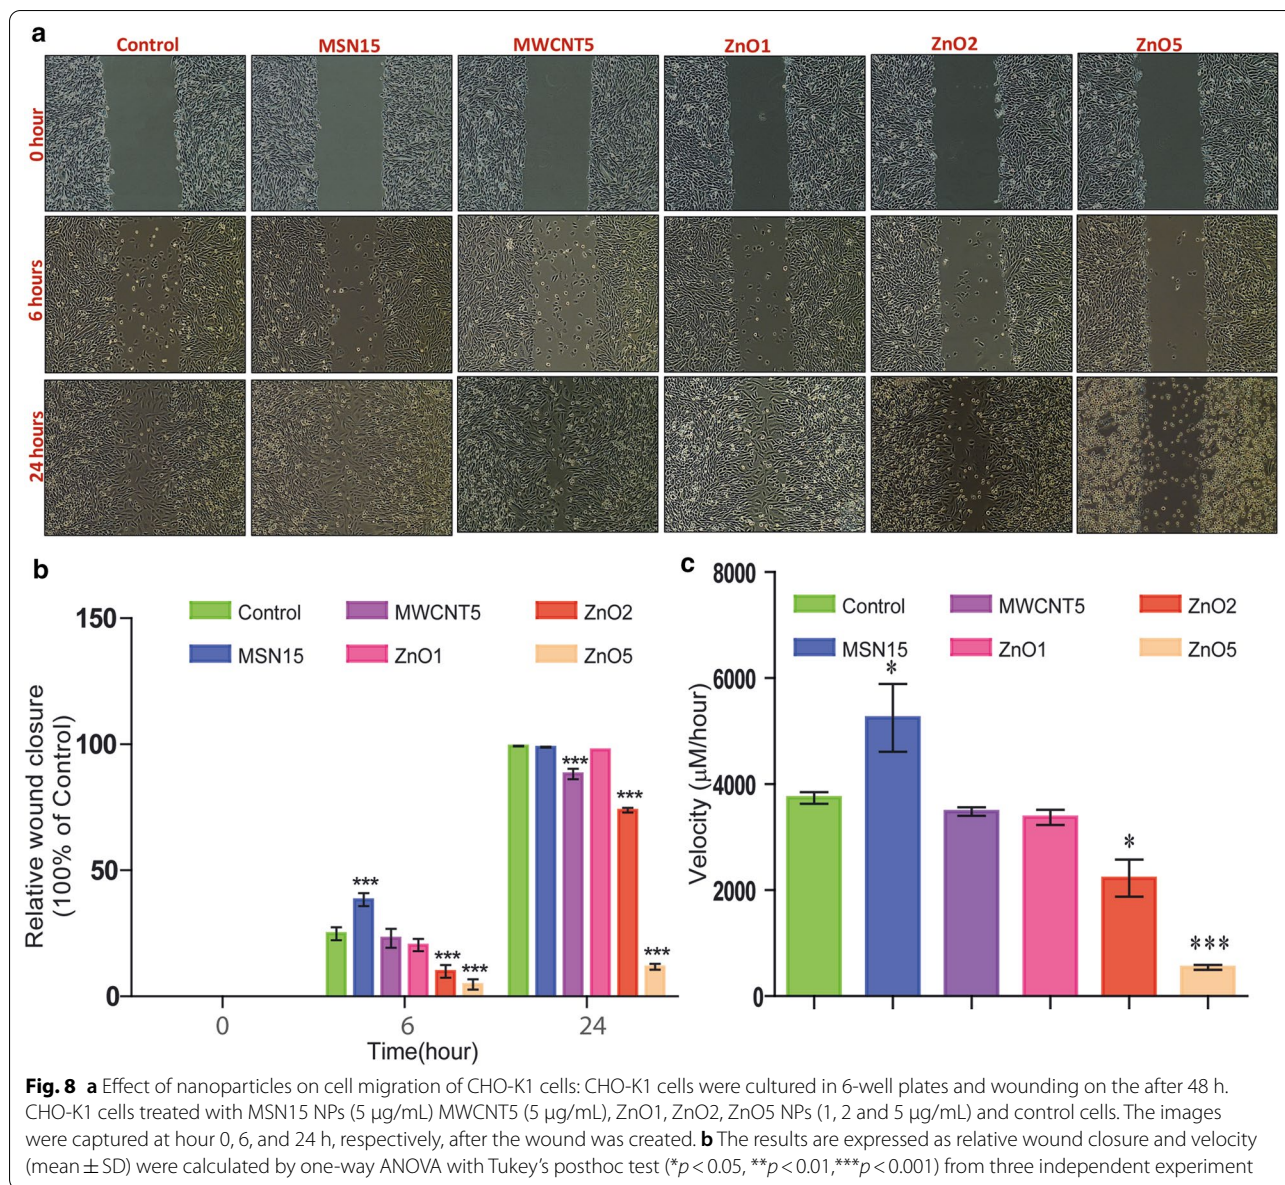 a
Control MSN15 MWCNT5 ZnO1 ZnO2 ZnO5
0 hour
6 hours
24 hours
b
150
100
50
0
Relative wound closure
(100% of Control)
Control MWCNT5 ZnO2
MSN15 ZnO1 ZnO5
***
***
***
***
***
***
0 6 24
Time(hour)
c
8000
6000
4000
2000
0
Velocity (μM/hour)
Control MWCNT5 ZnO2
MSN15 ZnO1 ZnO5
*
*
***
Fig. 8 a Effect of nanoparticles on cell migration of CHO-K1 cells: CHO-K1 cells were cultured in 6-well plates and wounding on the after 48 h.
CHO-K1 cells treated with MSN15 NPs (5 μg/mL) MWCNT5 (5 μg/mL), ZnO1, ZnO2, ZnO5 NPs (1, 2 and 5 μg/mL) and control cells. The images
were captured at hour 0, 6, and 24 h, respectively, after the wound was created. b The results are expressed as relative wound closure and velocity
(mean ± SD) were calculated by one-way ANOVA with Tukey's posthoc test (*p < 0.05, **p < 0.01,***p < 0.001) from three independent experiment